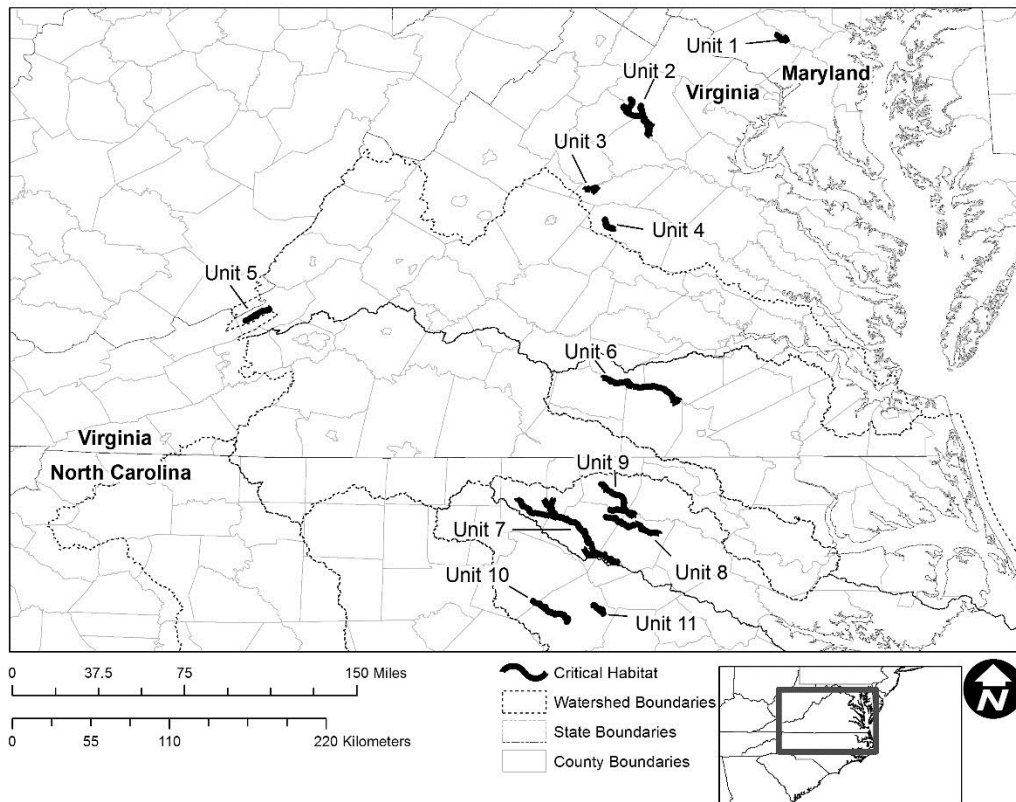 Unit 1
Maryland
Unit 2
Virginia
Unit 3
Unit 4
Unit 5
Unit 6
Virginia
North Carolina
Unit 9
Unit 7
Unit 8
Unit 10
Unit 11
0 37.5 75 150 Miles
0 55 110 220 Kilometers
Critical Habitat
Watershed Boundaries
State Boundaries
County Boundaries
N